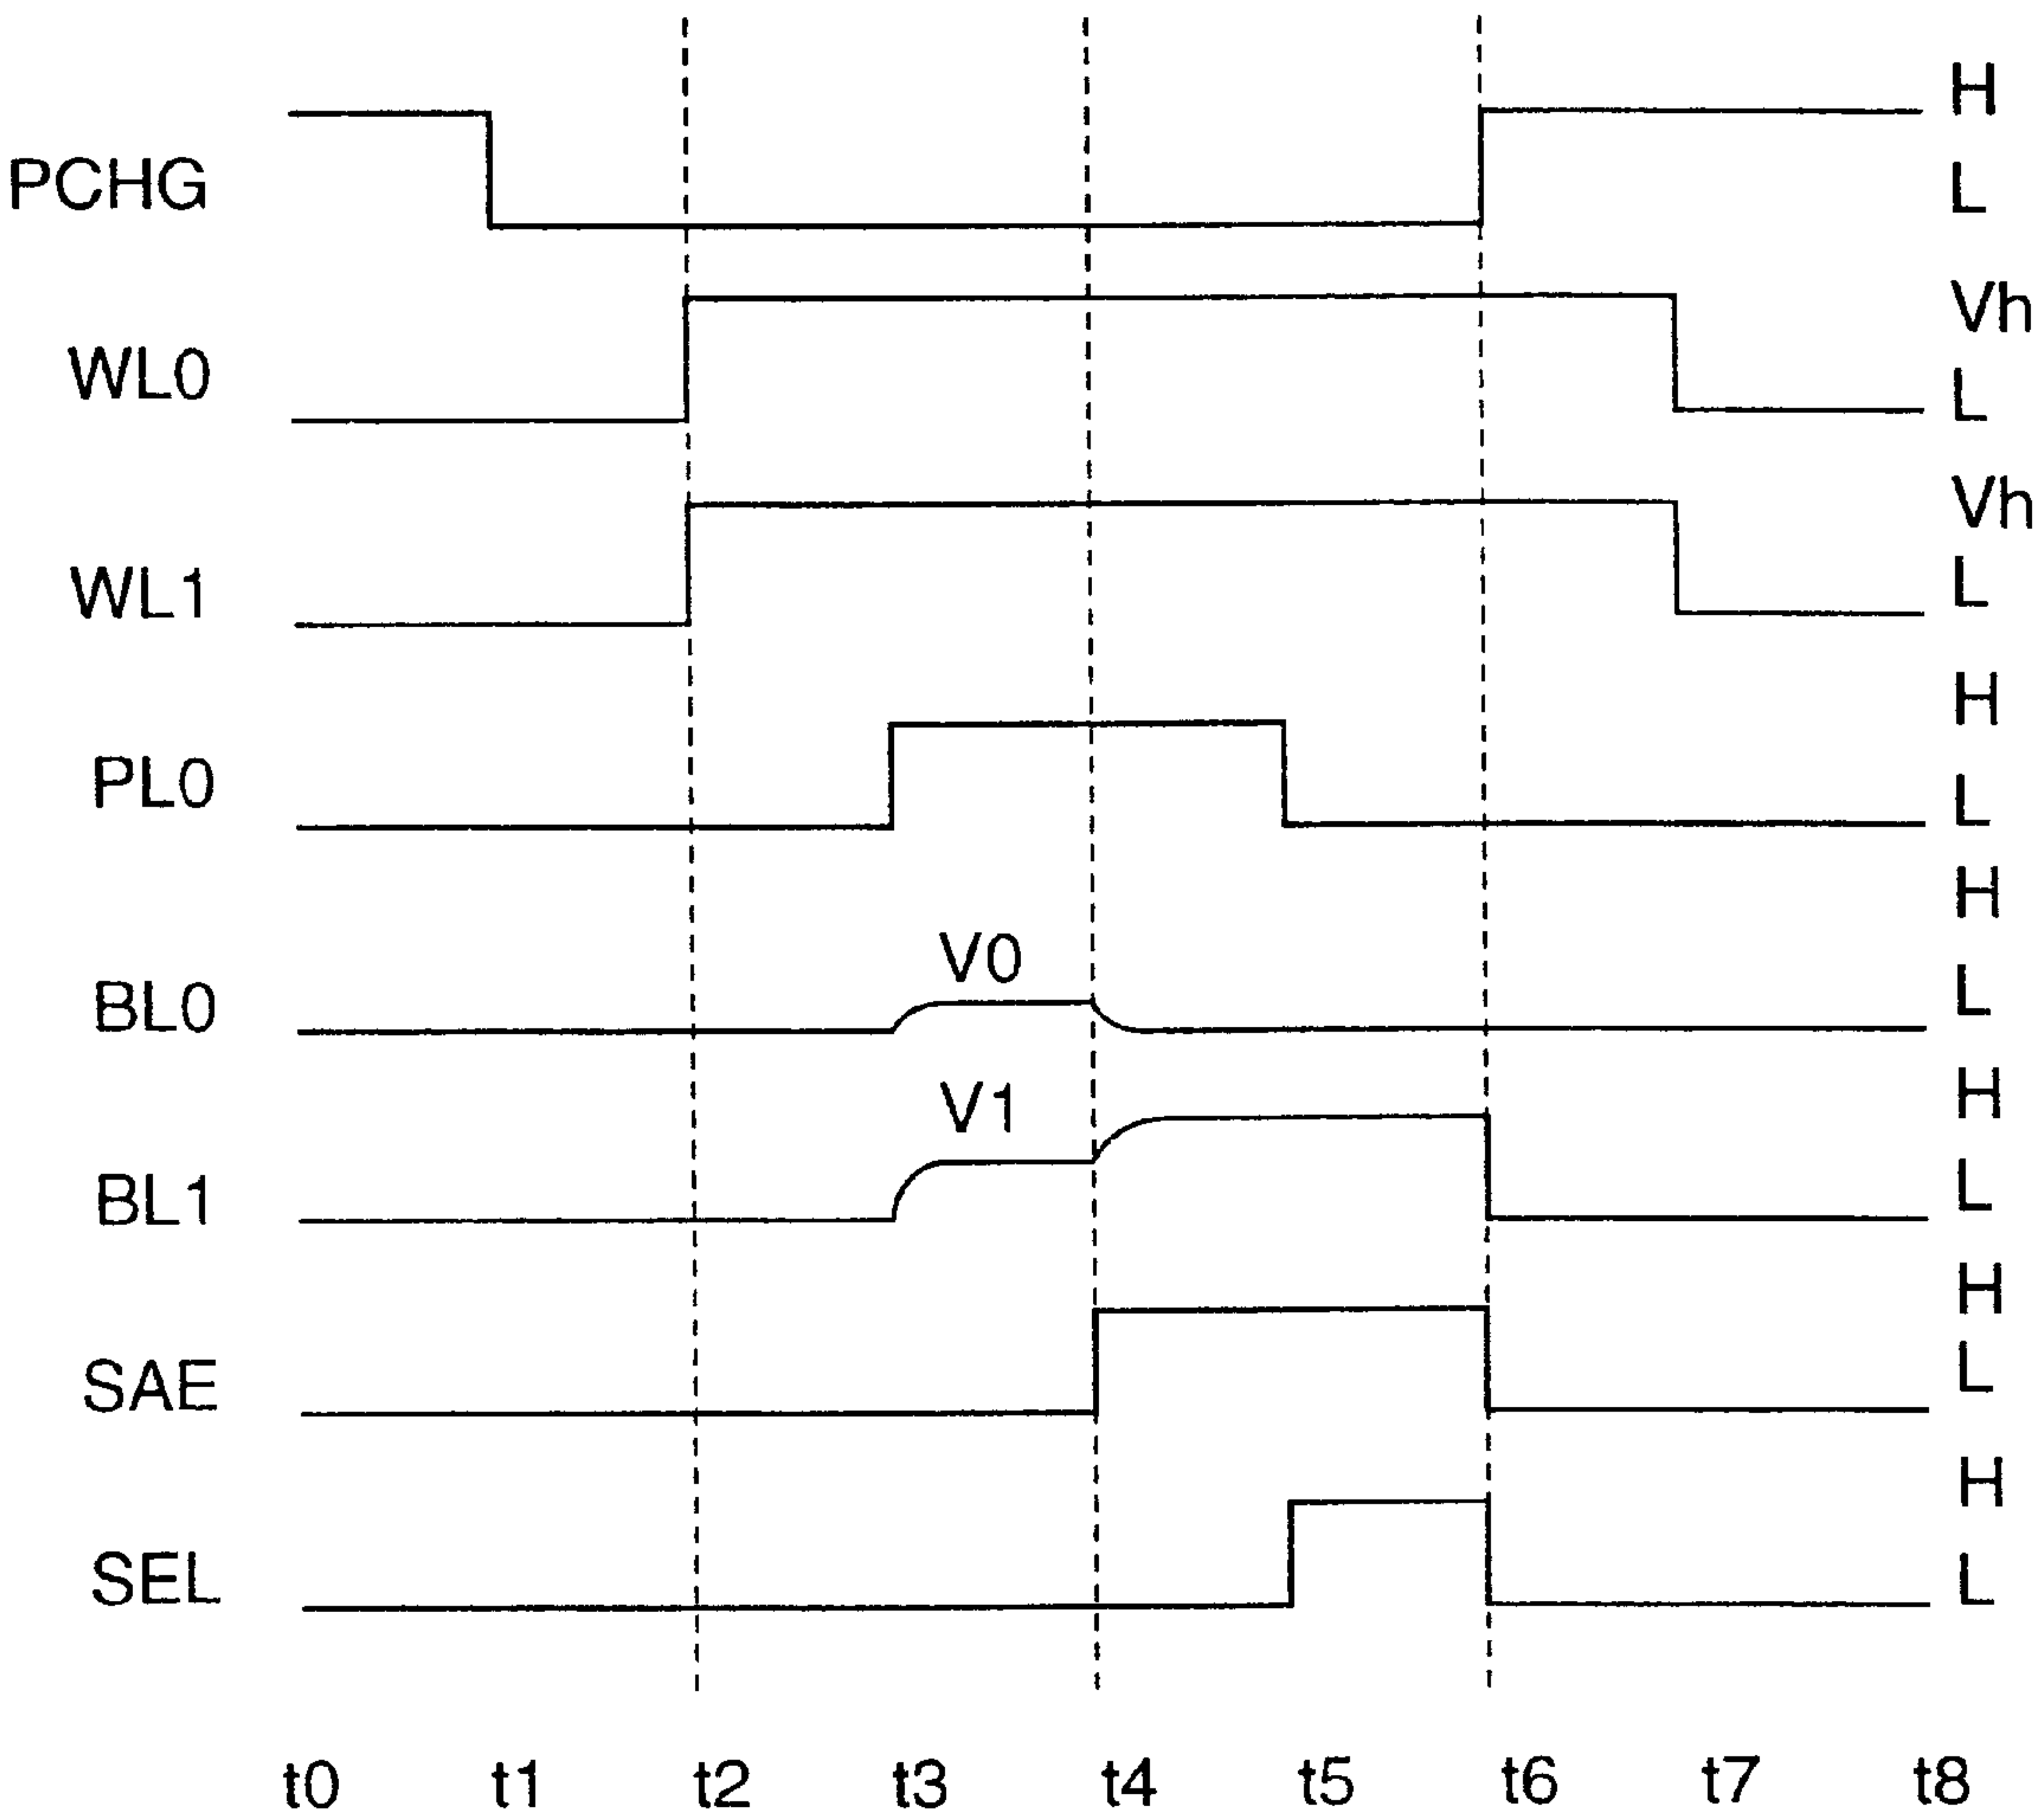 H
PCHG L
Vh
WL0 L
Vh
WL1 L
H
PL0 L
H
V0
BL0 L
H
V1
BL1 L
H
SAE L
H
SEL L
t0 t1 t2 t3 t4 t5 t6 t7 t8